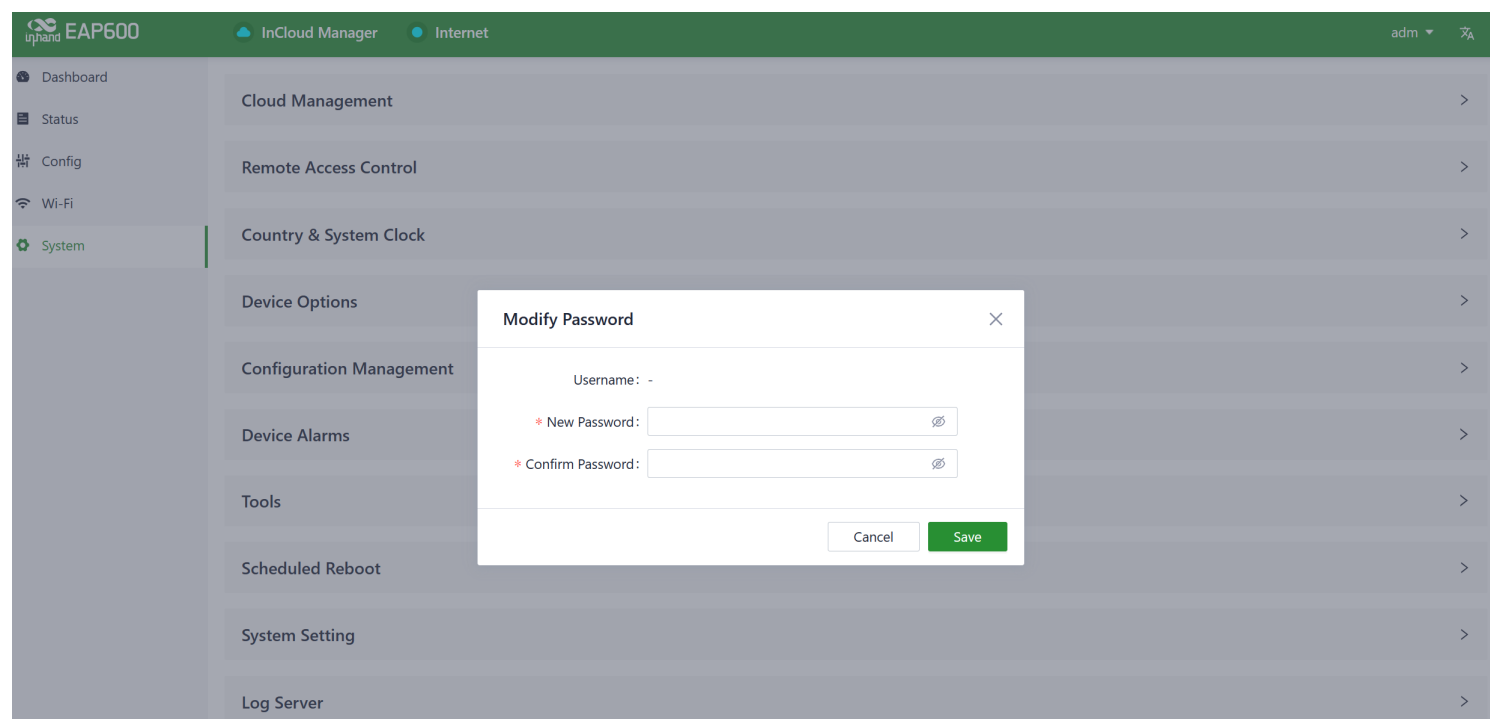 inhand EAP600
InCloud Manager
Internet
adm
Dashboard
Status
Config
Wi-Fi
System
Cloud Management
Remote Access Control
Country & System Clock
Device Options
Configuration Management
Device Alarms
Tools
Scheduled Reboot
System Setting
Log Server
Modify Password
Username: -
* New Password:
* Confirm Password:
Cancel
Save